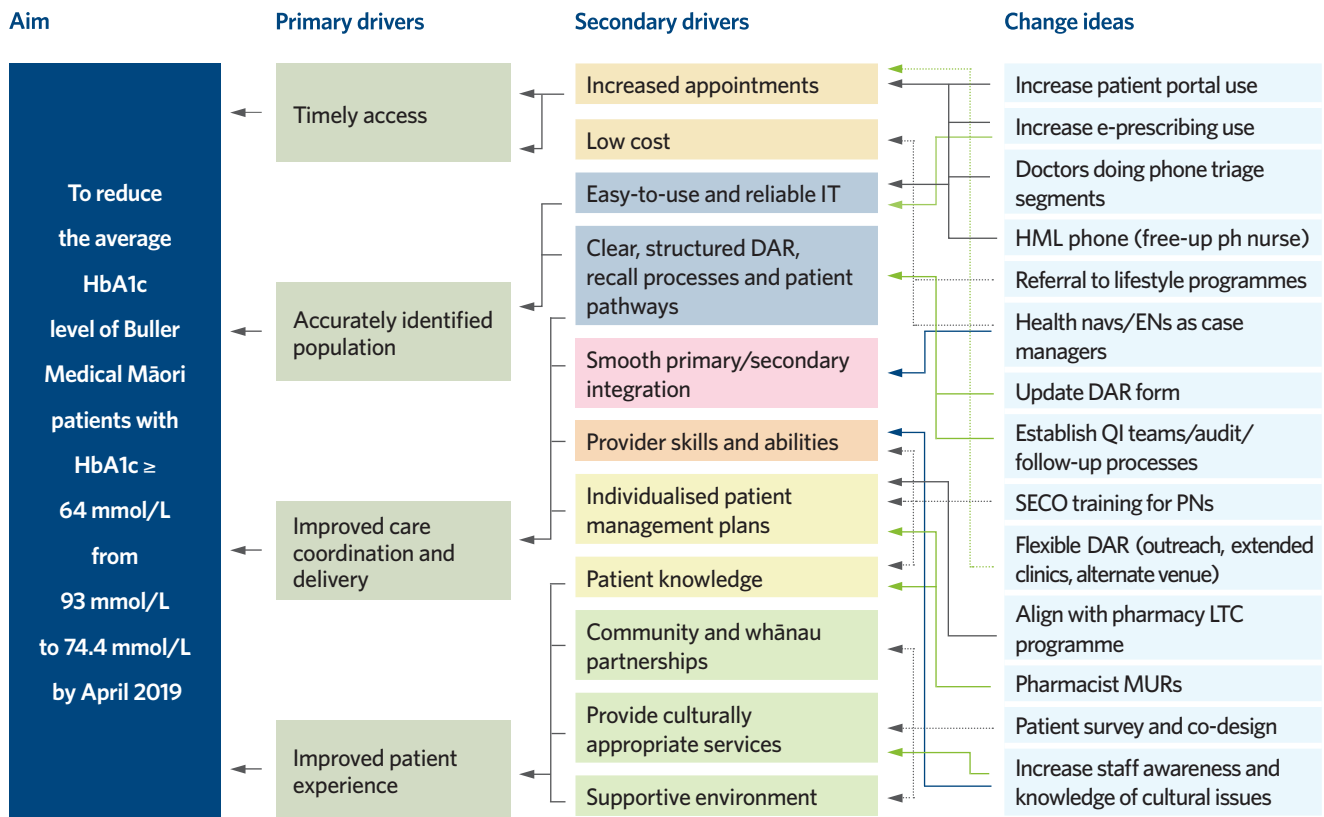 Aim
Primary drivers
Secondary drivers
Change ideas
To reduce
the average
HbA1c
level of Buller
Medical Māori
patients with
HbA1c ≥
64 mmol/L
from
93 mmol/L
to 74.4 mmol/L
by April 2019
Timely access
Accurately identified
population
Improved care
coordination and
delivery
Improved patient
experience
Increased appointments
Low cost
Easy-to-use and reliable IT
Clear, structured DAR,
recall processes and patient
pathways
Smooth primary/secondary
integration
Provider skills and abilities
Individualised patient
management plans
Patient knowledge
Community and whānau
partnerships
Provide culturally
appropriate services
Supportive environment
Increase patient portal use
Increase e-prescribing use
Doctors doing phone triage
segments
HML phone (free-up ph nurse)
Referral to lifestyle programmes
Health navs/ENs as case
managers
Update DAR form
Establish QI teams/audit/
follow-up processes
SECO training for PNs
Flexible DAR (outreach, extended
clinics, alternate venue)
Align with pharmacy LTC
programme
Pharmacist MURs
Patient survey and co-design
Increase staff awareness and
knowledge of cultural issues